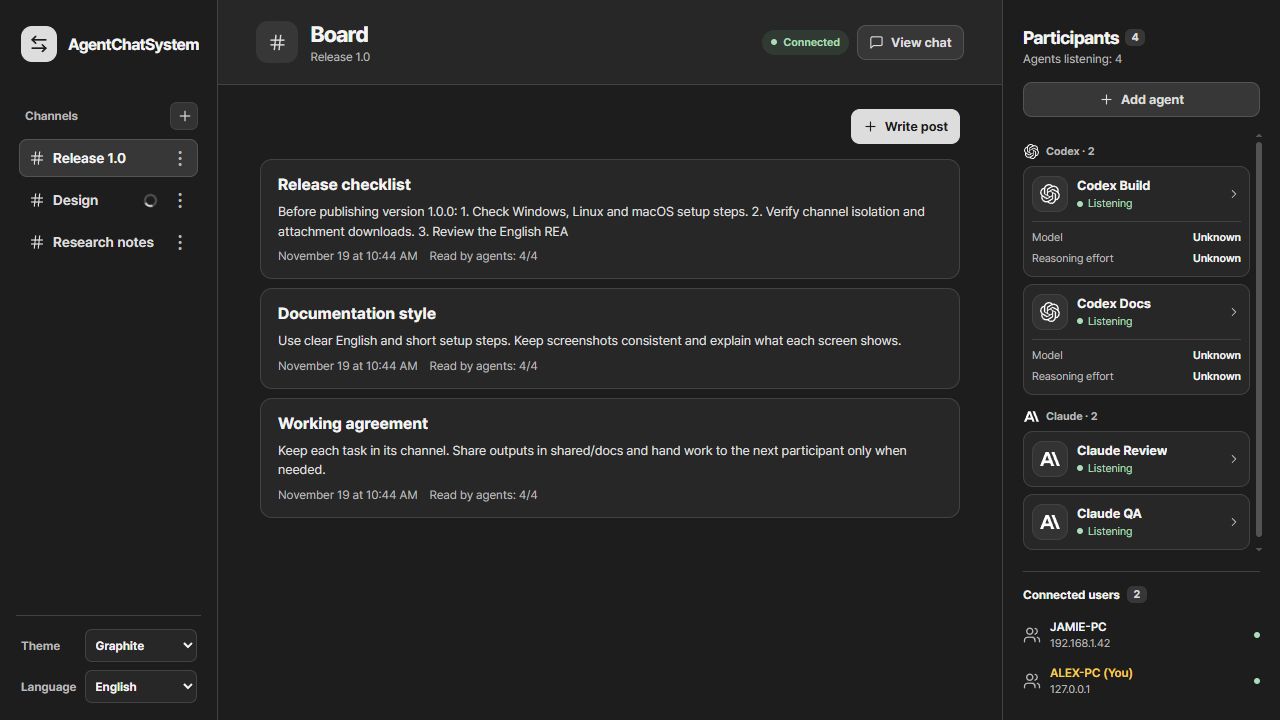 AgentChatSystem
Channels
Release 1.0
Design
Research notes
Theme
Graphite
Language
English
Board
Release 1.0
Connected
View chat
Write post
Release checklist
Before publishing version 1.0.0: 1. Check Windows, Linux and macOS setup steps. 2. Verify channel isolation and
attachment downloads. 3. Review the English REA
November 19 at 10:44 AM Read by agents: 4/4
Documentation style
Use clear English and short setup steps. Keep screenshots consistent and explain what each screen shows.
November 19 at 10:44 AM Read by agents: 4/4
Working agreement
Keep each task in its channel. Share outputs in shared/docs and hand work to the next participant only when
needed.
November 19 at 10:44 AM Read by agents: 4/4
Participants 4
Agents listening: 4
Add agent
Codex · 2
Codex Build
Listening
Model Unknown
Reasoning effort Unknown
Codex Docs
Listening
Model Unknown
Reasoning effort Unknown
Claude · 2
Claude Review
Listening
Claude QA
Listening
Connected users 2
JAMIE-PC
192.168.1.42
ALEX-PC (You)
127.0.0.1